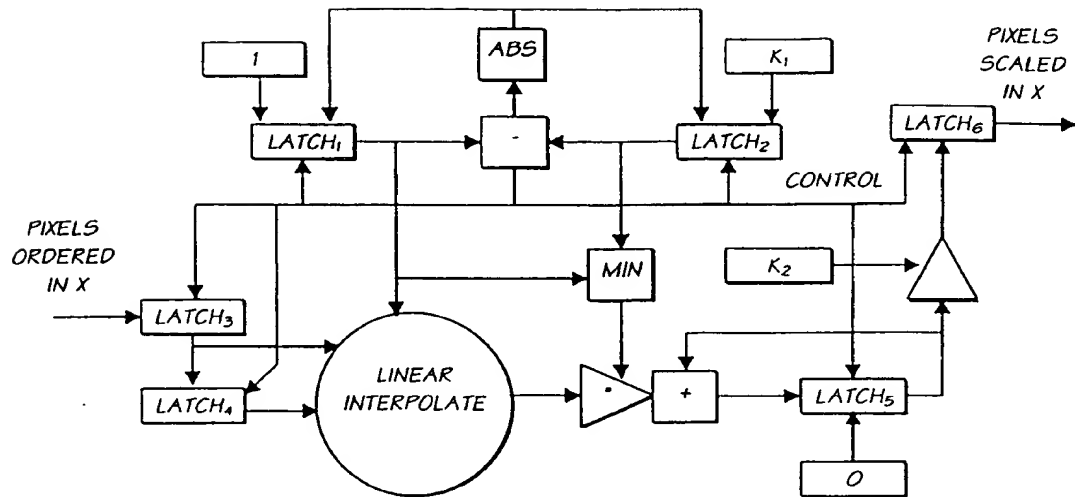 ABS
1
K₁
PIXELS
SCALED
IN X
LATCH₁
-
LATCH₂
LATCH₆
CONTROL
PIXELS
ORDERED
IN X
MIN
K₂
LATCH₃
LINEAR
INTERPOLATE
LATCH₄
·
+
LATCH₅
0